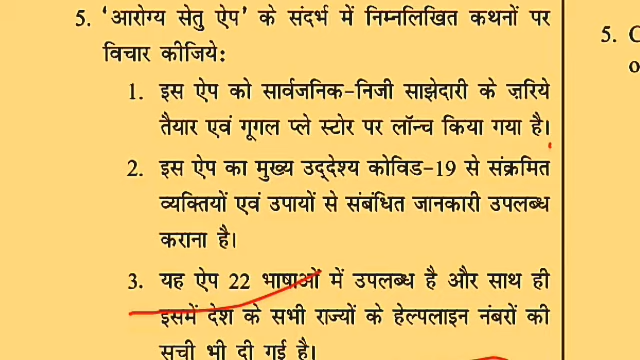 5. 'आरोग्य सेतु ऐप' के संदर्भ में निम्नलिखित कथनों पर
विचार कीजिये:
1. इस ऐप को सार्वजनिक-निजी साझेदारी के ज़रिये
तैयार एवं गूगल प्ले स्टोर पर लॉन्च किया गया है।
2. इस ऐप का मुख्य उद्देश्य कोविड-19 से संक्रमित
व्यक्तियों एवं उपायों से संबंधित जानकारी उपलब्ध
कराना है।
3. यह ऐप 22 भाषाओं में उपलब्ध है और साथ ही
इसमें देश के सभी राज्यों के हेल्पलाइन नंबरों की
सूची भी दी गई है।
5.